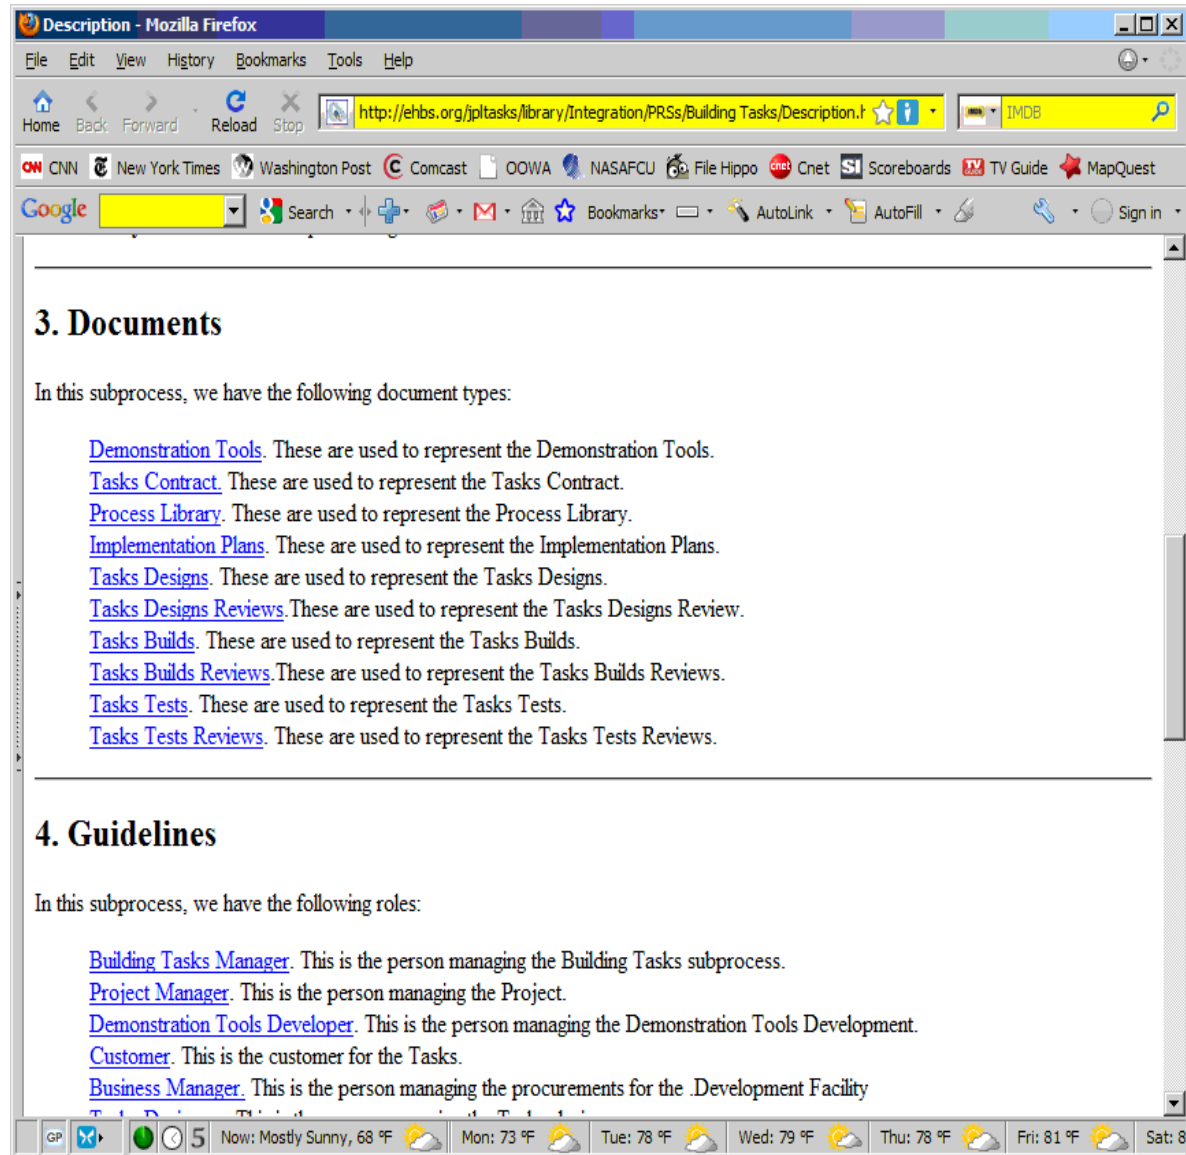 Description - Mozilla Firefox
File Edit View History Bookmarks Tools Help
Home Back Forward Reload Stop http://ehbs.org/jpltasks/library/Integration/PRSs/Building Tasks/Description.h IMDB
CNN New York Times Washington Post Comcast OOWA NASAFCU File Hippo cnet Cnet SI Scoreboards TV Guide MapQuest
Google Search Bookmarks AutoLink AutoFill Sign in
3. Documents
In this subprocess, we have the following document types:
Demonstration Tools. These are used to represent the Demonstration Tools.
Tasks Contract. These are used to represent the Tasks Contract.
Process Library. These are used to represent the Process Library.
Implementation Plans. These are used to represent the Implementation Plans.
Tasks Designs. These are used to represent the Tasks Designs.
Tasks Designs Reviews.These are used to represent the Tasks Designs Review.
Tasks Builds. These are used to represent the Tasks Builds.
Tasks Builds Reviews.These are used to represent the Tasks Builds Reviews.
Tasks Tests. These are used to represent the Tasks Tests.
Tasks Tests Reviews. These are used to represent the Tasks Tests Reviews.
4. Guidelines
In this subprocess, we have the following roles:
Building Tasks Manager. This is the person managing the Building Tasks subprocess.
Project Manager. This is the person managing the Project.
Demonstration Tools Developer. This is the person managing the Demonstration Tools Development.
Customer. This is the customer for the Tasks.
Business Manager. This is the person managing the procurements for the .Development Facility
GP 5 Now: Mostly Sunny, 68 °F Mon: 73 °F Tue: 78 °F Wed: 79 °F Thu: 78 °F Fri: 81 °F Sat: 8